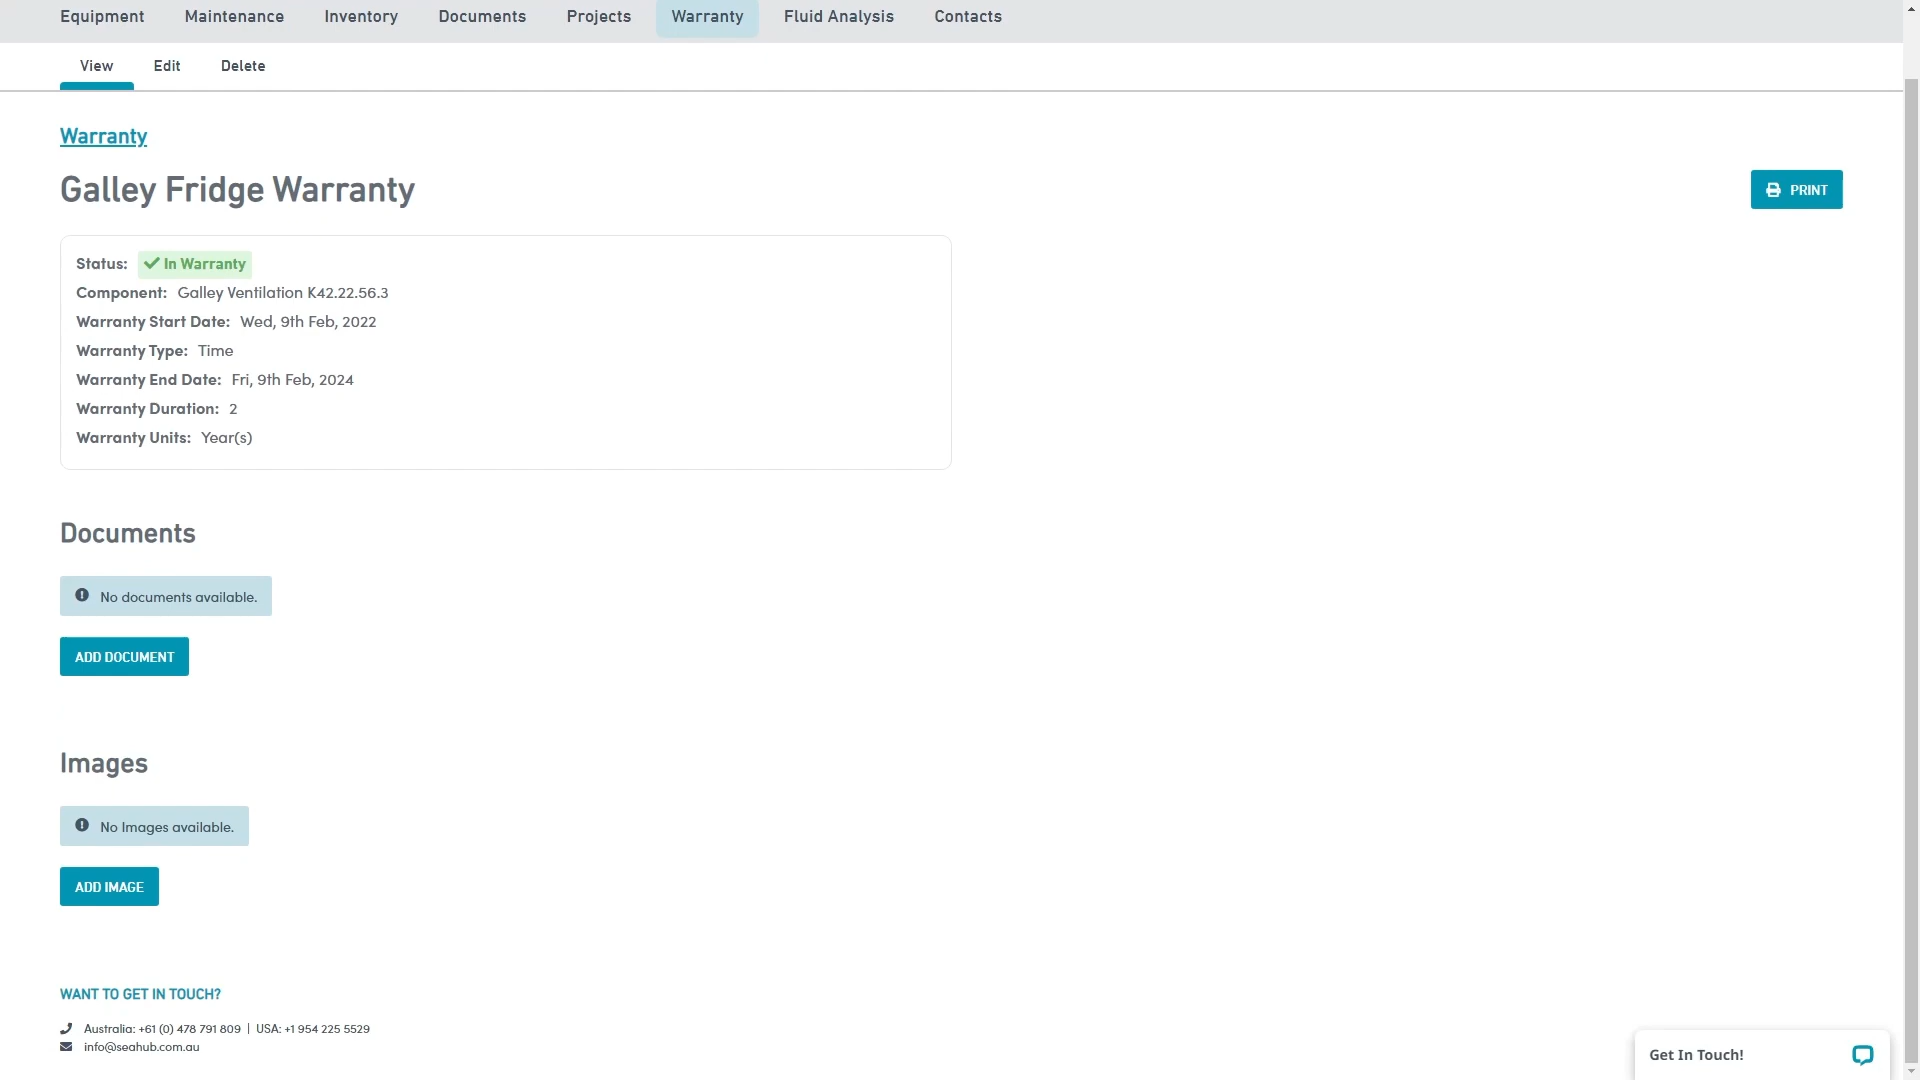 Equipment Maintenance Inventory Documents Projects Warranty Fluid Analysis Contacts
View Edit Delete
Warranty
Galley Fridge Warranty
PRINT
Status: In Warranty
Component: Galley Ventilation K42.22.56.3
Warranty Start Date: Wed, 9th Feb, 2022
Warranty Type: Time
Warranty End Date: Fri, 9th Feb, 2024
Warranty Duration: 2
Warranty Units: Year(s)
Documents
No documents available.
ADD DOCUMENT
Images
No Images available.
ADD IMAGE
WANT TO GET IN TOUCH?
Australia: +61 (0) 478 791 809 | USA: +1 954 225 5529
info@seahub.com.au
Get In Touch!